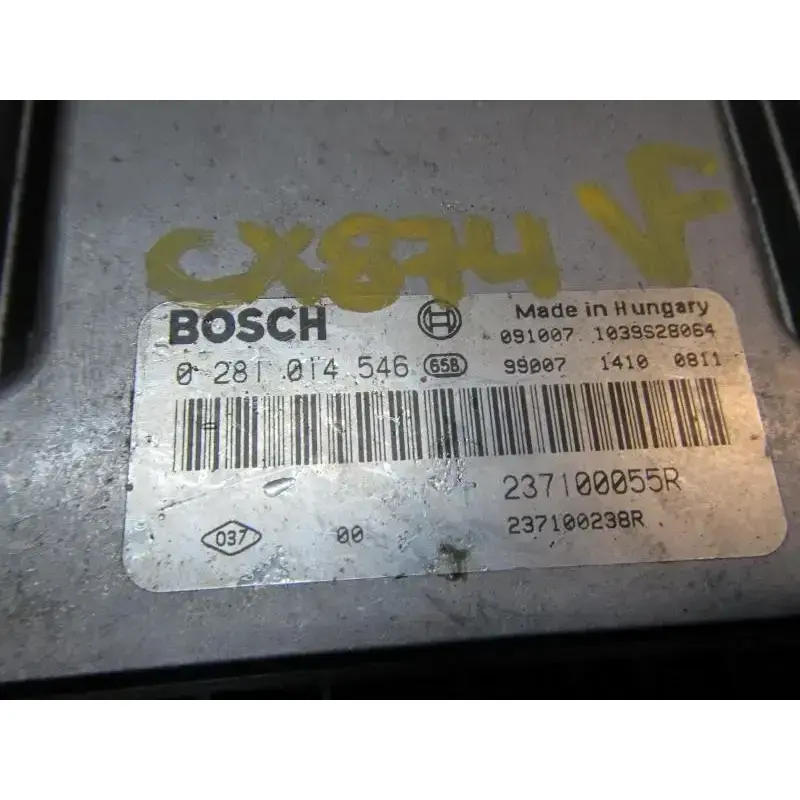 CX874 VF
BOSCH
Made in Hungary
091007 1039S28064
0 281 014 546 65B 99007 1410 0811
237100055R
037 00 237100238R